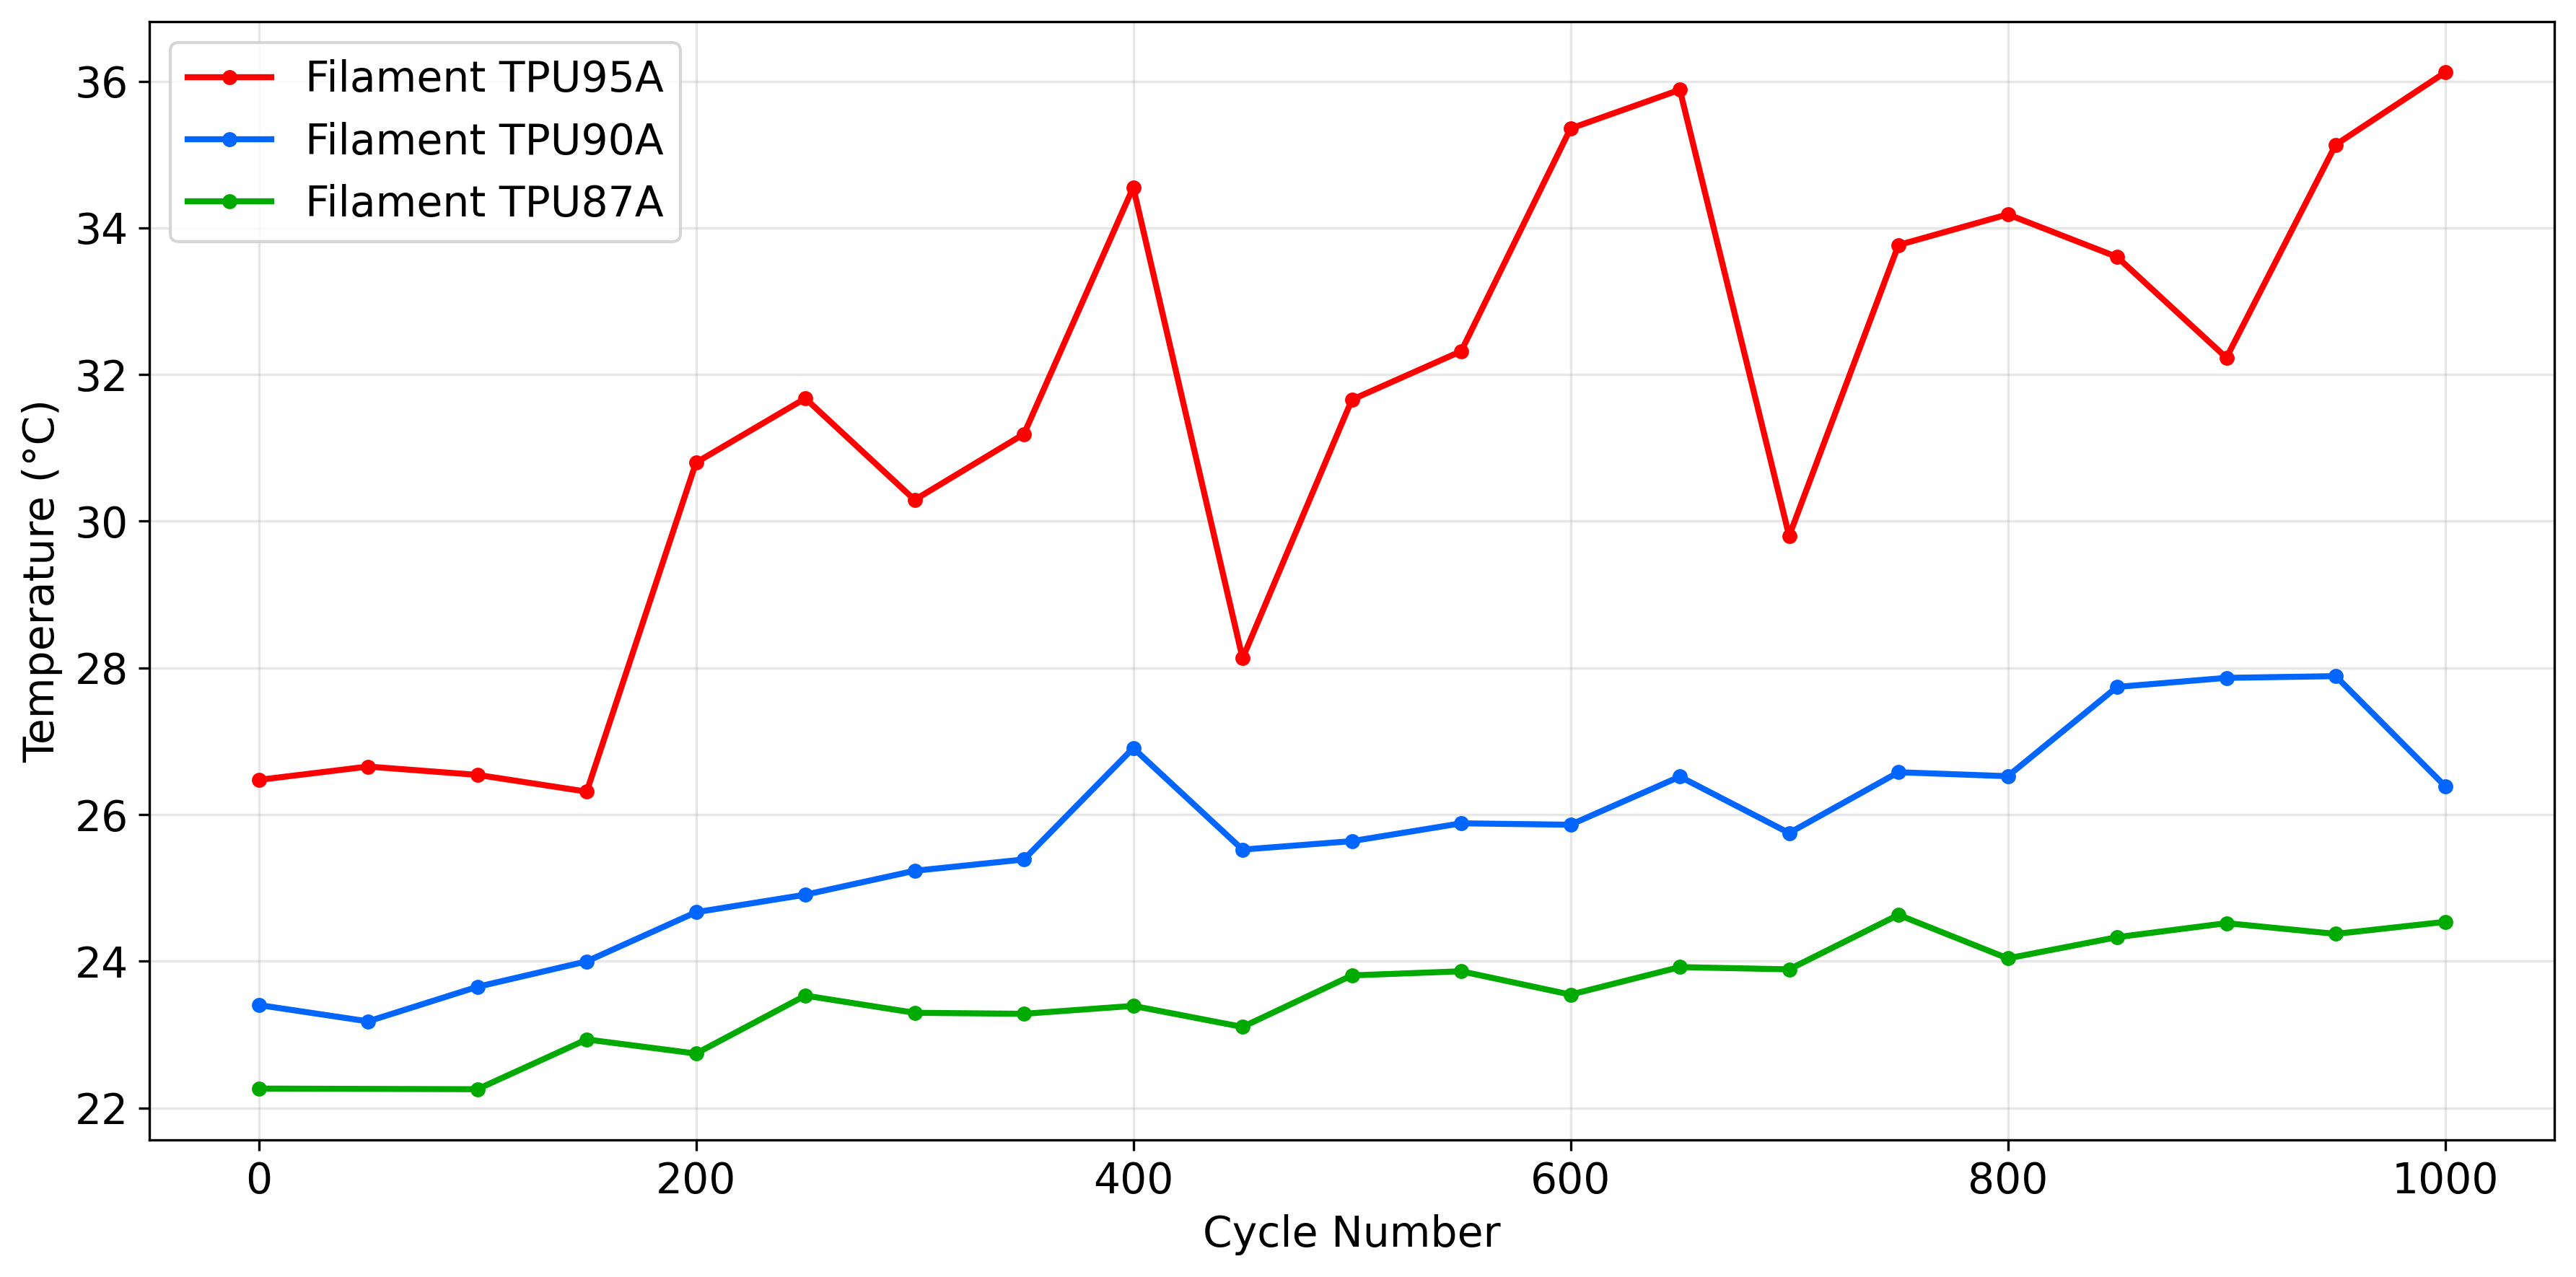 Filament TPU95A
Filament TPU90A
Filament TPU87A
36
34
32
30
28
26
24
22
Temperature (°C)
0 200 400 600 800 1000
Cycle Number